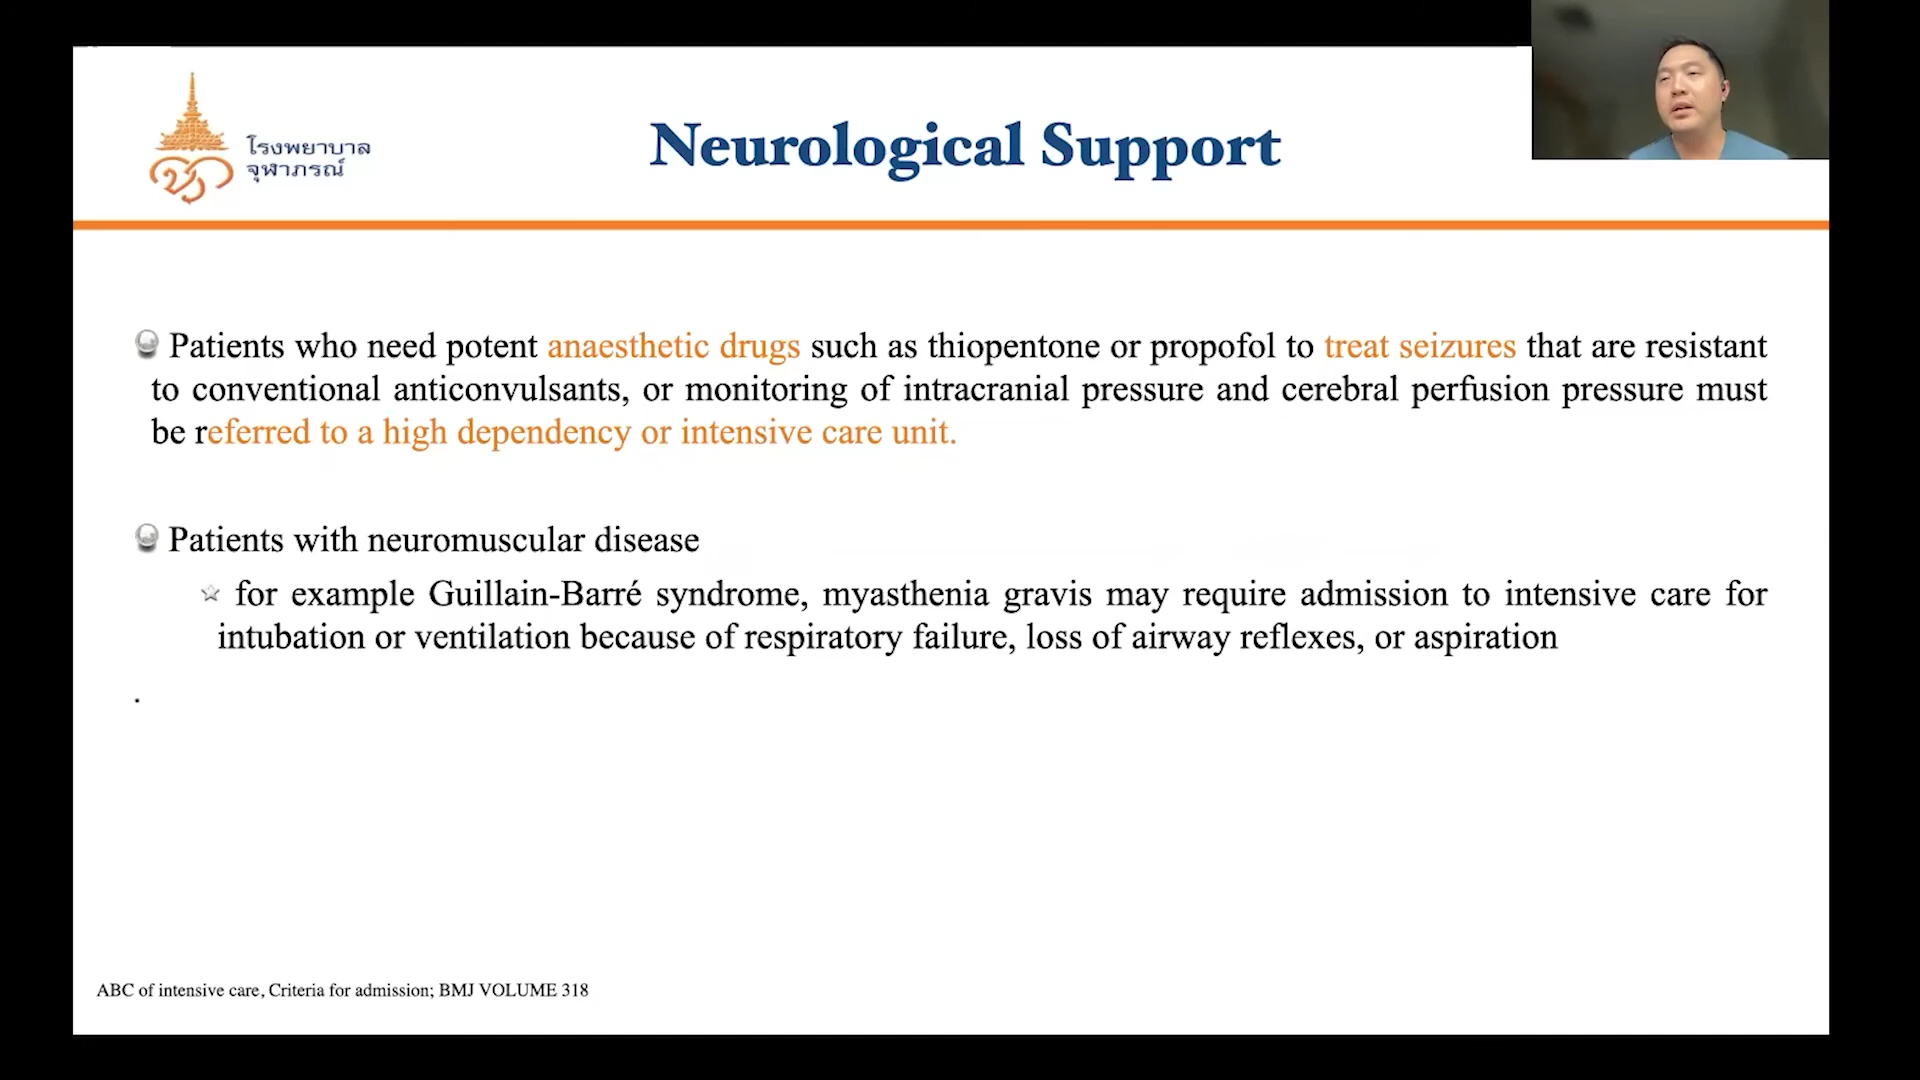 โรงพยาบาล
จุฬาภรณ์
Neurological Support
Patients who need potent anaesthetic drugs such as thiopentone or propofol to treat seizures that are resistant
to conventional anticonvulsants, or monitoring of intracranial pressure and cerebral perfusion pressure must
be referred to a high dependency or intensive care unit.
Patients with neuromuscular disease
for example Guillain-Barré syndrome, myasthenia gravis may require admission to intensive care for
intubation or ventilation because of respiratory failure, loss of airway reflexes, or aspiration
.
ABC of intensive care, Criteria for admission; BMJ VOLUME 318